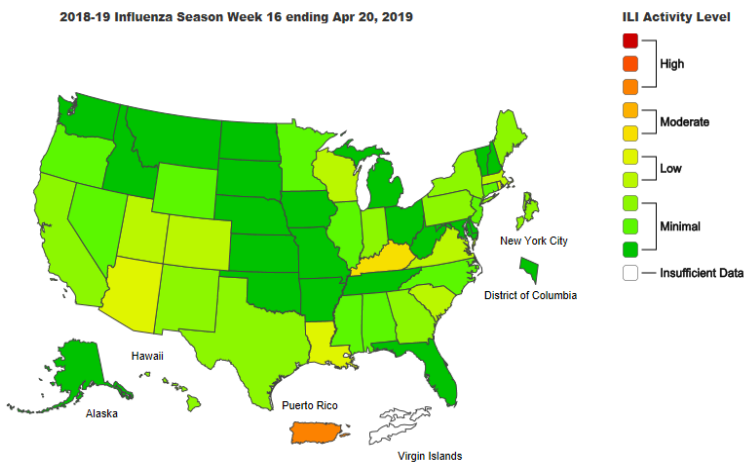 2018-19 Influenza Season Week 16 ending Apr 20, 2019
ILI Activity Level
High
Moderate
Low
Minimal
Insufficient Data
New York City
District of Columbia
Hawaii
Alaska
Puerto Rico
Virgin Islands